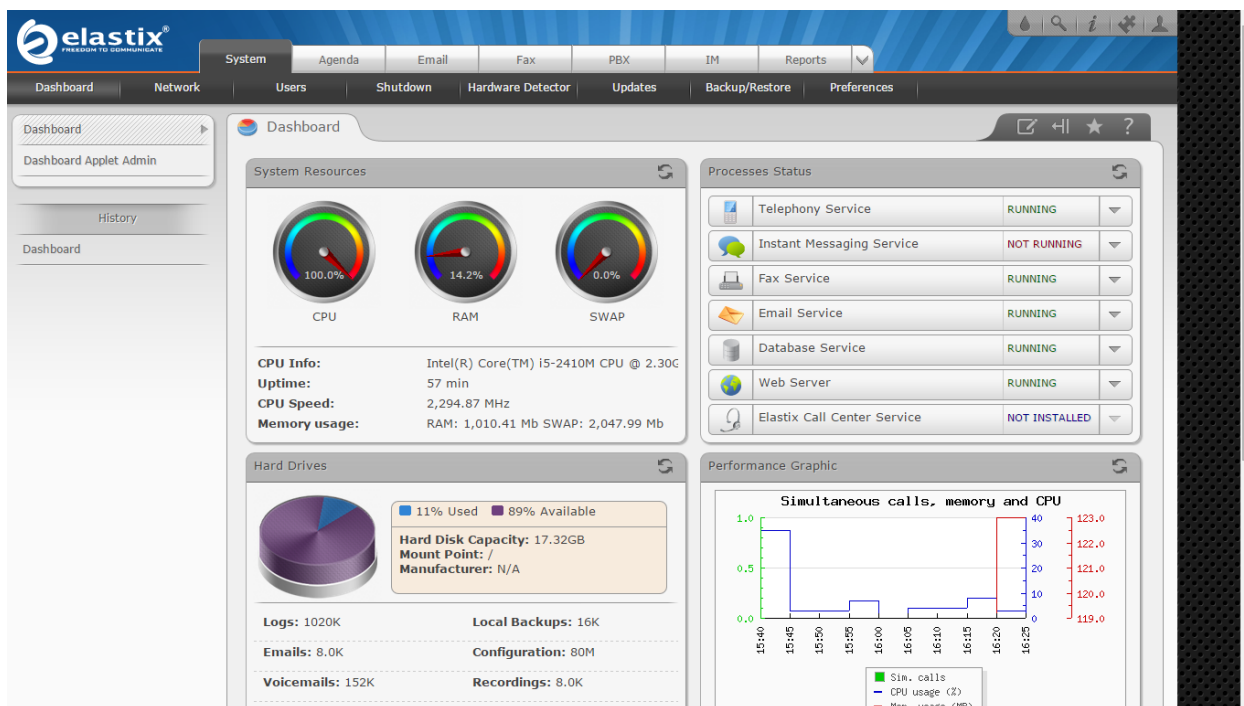 elastix®
FREEDOM TO COMMUNICATE
System Agenda Email Fax PBX IM Reports
Dashboard Network Users Shutdown Hardware Detector Updates Backup/Restore Preferences
Dashboard
Dashboard Applet Admin
History
Dashboard
Dashboard
?
System Resources
100.0% 14.2% 0.0%
CPU RAM SWAP
CPU Info: Intel(R) Core(TM) i5-2410M CPU @ 2.30G
Uptime: 57 min
CPU Speed: 2,294.87 MHz
Memory usage: RAM: 1,010.41 Mb SWAP: 2,047.99 Mb
Processes Status
Telephony Service RUNNING
Instant Messaging Service NOT RUNNING
Fax Service RUNNING
Email Service RUNNING
Database Service RUNNING
Web Server RUNNING
Elastix Call Center Service NOT INSTALLED
Hard Drives
11% Used 89% Available
Hard Disk Capacity: 17.32GB
Mount Point: /
Manufacturer: N/A
Logs: 1020K Local Backups: 16K
Emails: 8.0K Configuration: 80M
Voicemails: 152K Recordings: 8.0K
Performance Graphic
Simultaneous calls, memory and CPU
1.0 40 123.0
30 122.0
0.5 20 121.0
10 120.0
0.0 0 119.0
15:40 15:45 15:50 15:55 16:00 16:05 16:10 16:15 16:20 16:25
Sim. calls
CPU usage (%)
Mem. usage (MB)